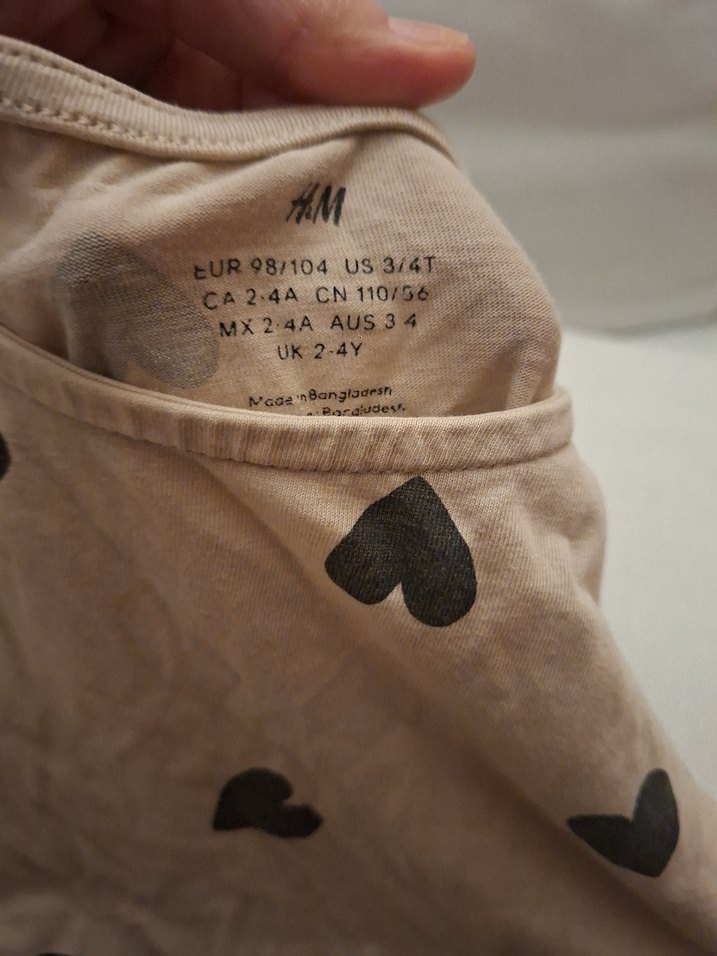 H&M
EUR 98/104 US 3/4T
CA 2-4A CN 110/56
MX 2-4A AUS 3-4
UK 2-4Y
Made in Bangladesh
Bangladesh.